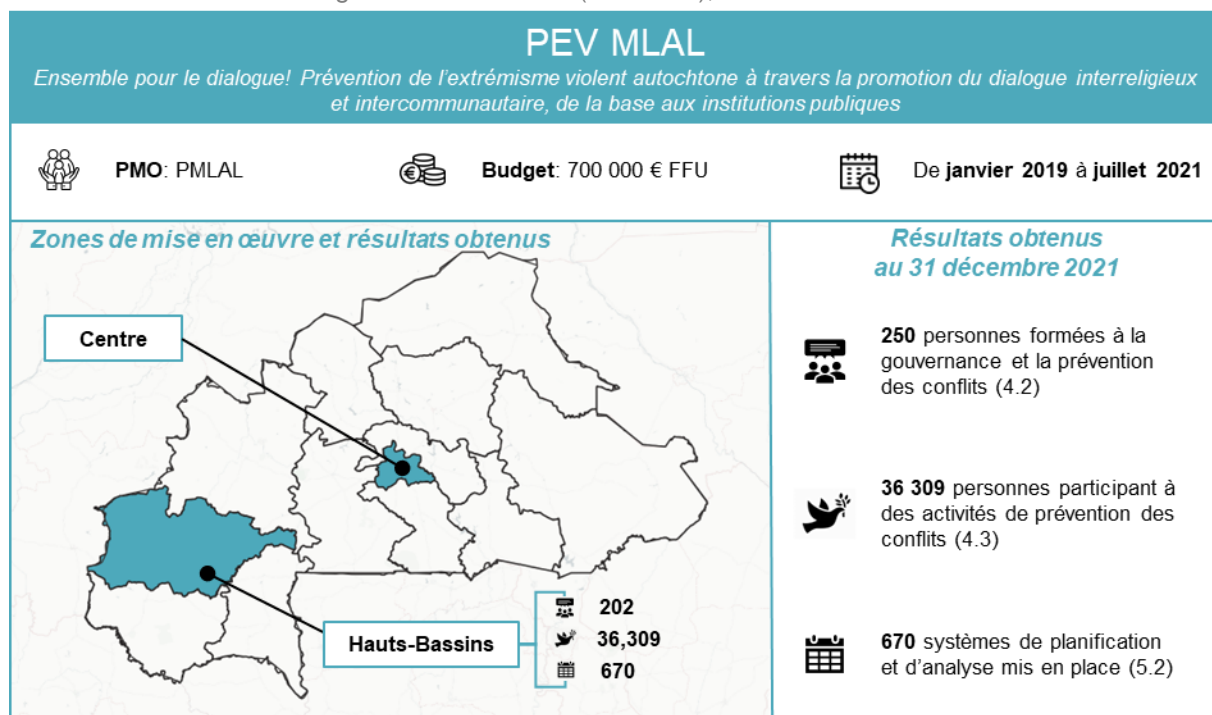 PEV MLAL
Ensemble pour le dialogue! Prévention de l'extrémisme violent autochtone à travers la promotion du dialogue interreligieux
et intercommunautaire, de la base aux institutions publiques
PMO: PMLAL
Budget: 700 000 € FFU
De janvier 2019 à juillet 2021
Zones de mise en œuvre et résultats obtenus
Centre
Hauts-Bassins
202
36,309
670
Résultats obtenus
au 31 décembre 2021
250 personnes formées à la
gouvernance et la prévention
des conflits (4.2)
36 309 personnes participant à
des activités de prévention des
conflits (4.3)
670 systèmes de planification
et d'analyse mis en place (5.2)